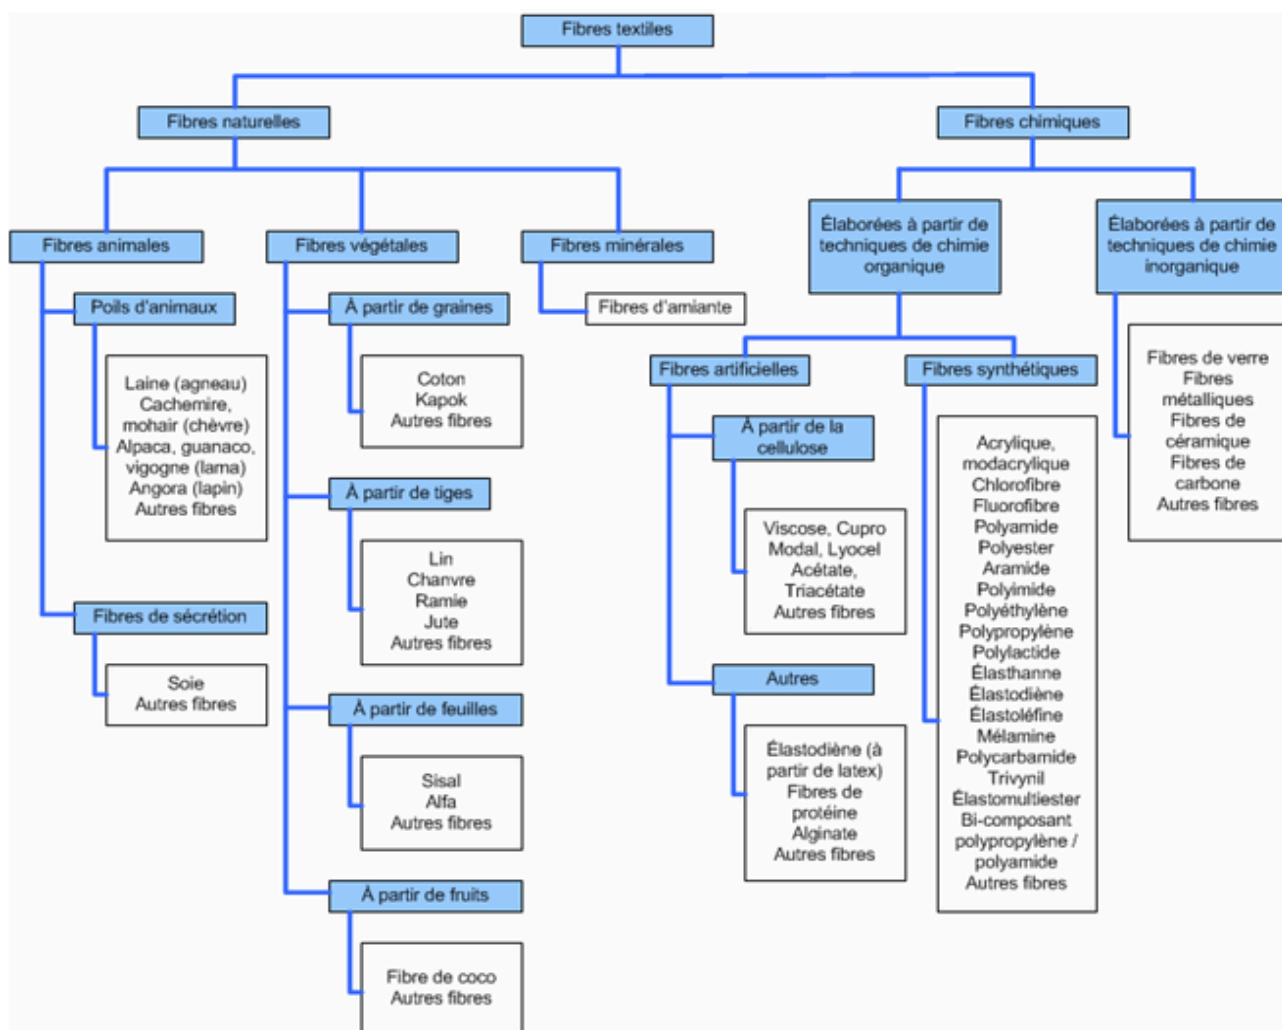 Fibres textiles
Fibres naturelles
Fibres chimiques
Fibres animales
Fibres végétales
Fibres minérales
Élaborées à partir de
techniques de chimie
organique
Élaborées à partir de
techniques de chimie
inorganique
Poils d'animaux
Laine (agneau)
Cachemire,
mohair (chèvre)
Alpaca, guanaco,
vigogne (lama)
Angora (lapin)
Autres fibres
Fibres de sécrétion
Soie
Autres fibres
À partir de graines
Coton
Kapok
Autres fibres
À partir de tiges
Lin
Chanvre
Ramie
Jute
Autres fibres
À partir de feuilles
Sisal
Alfa
Autres fibres
À partir de fruits
Fibre de coco
Autres fibres
Fibres d'amiante
Fibres artificielles
À partir de la
cellulose
Viscose, Cupro
Modal, Lyocel
Acétate,
Triacétate
Autres fibres
Autres
Élastodiène (à
partir de latex)
Fibres de
protéine
Alginate
Autres fibres
Fibres synthétiques
Acrylique,
modacrylique
Chlorofibre
Fluorofibre
Polyamide
Polyester
Aramide
Polyimide
Polyéthylène
Polypropylène
Polylactide
Élasthanne
Élastodiène
Élastoléfine
Mélamine
Polycarbamide
Trivynil
Élastomultiester
Bi-composant
polypropylène /
polyamide
Autres fibres
Fibres de verre
Fibres
métalliques
Fibres de
céramique
Fibres de
carbone
Autres fibres